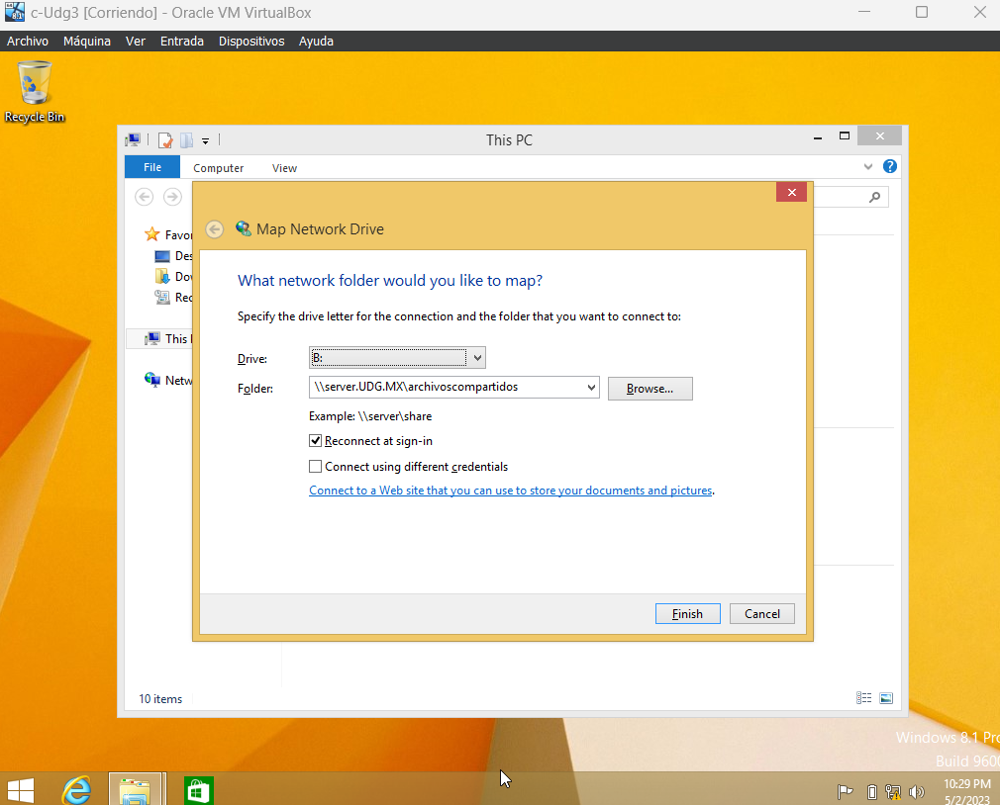 c-Udg3 [Corriendo] - Oracle VM VirtualBox
Archivo Máquina Ver Entrada Dispositivos Ayuda
Recycle Bin
This PC
File Computer View
Map Network Drive
What network folder would you like to map?
Specify the drive letter for the connection and the folder that you want to connect to:
Drive: B:
Folder: \\server.UDG.MX\archivoscompartidos Browse...
Example: \\server\share
Reconnect at sign-in
Connect using different credentials
Connect to a Web site that you can use to store your documents and pictures.
Finish Cancel
Favor
Des
Dow
Rec
This
Netw
10 items
Windows 8.1 Pro
Build 9600
10:29 PM
5/2/2023